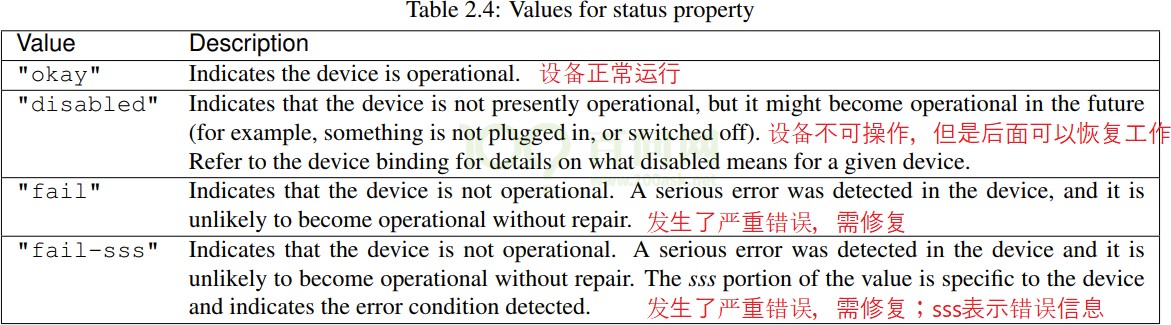 Table 2.4: Values for status property
Value Description
"okay" Indicates the device is operational. 设备正常运行
"disabled" Indicates that the device is not presently operational, but it might become operational in the future
(for example, something is not plugged in, or switched off). 设备不可操作，但是后面可以恢复工作
Refer to the device binding for details on what disabled means for a given device.
"fail" Indicates that the device is not operational. A serious error was detected in the device, and it is
unlikely to become operational without repair. 发生了严重错误，需修复
"fail-sss" Indicates that the device is not operational. A serious error was detected in the device and it is
unlikely to become operational without repair. The sss portion of the value is specific to the device
and indicates the error condition detected. 发生了严重错误，需修复；sss表示错误信息